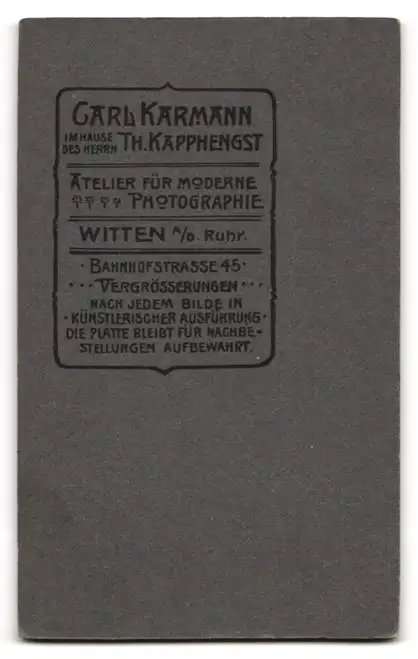 CARL KARMANN
IM HAUSE DES HERRN TH. KAPPHENGST
ATELIER FÜR MODERNE
PHOTOGRAPHIE
WITTEN A/D. RUHR.
· BAHNHOFSTRASSE 45 ·
··· VERGRÖSSERUNGEN ···
NACH JEDEM BILDE IN
· KÜNSTLERISCHER AUSFÜHRUNG ·
DIE PLATTE BLEIBT FÜR NACHBE-
STELLUNGEN AUFBEWAHRT.